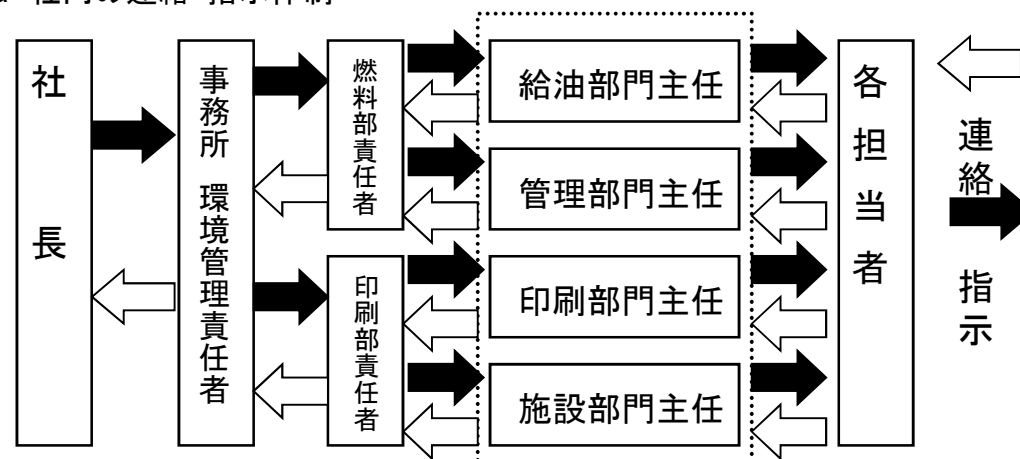 社長
事務所 環境管理責任者
燃料部責任者
印刷部責任者
給油部門主任
管理部門主任
印刷部門主任
施設部門主任
各担当者
連絡
指示